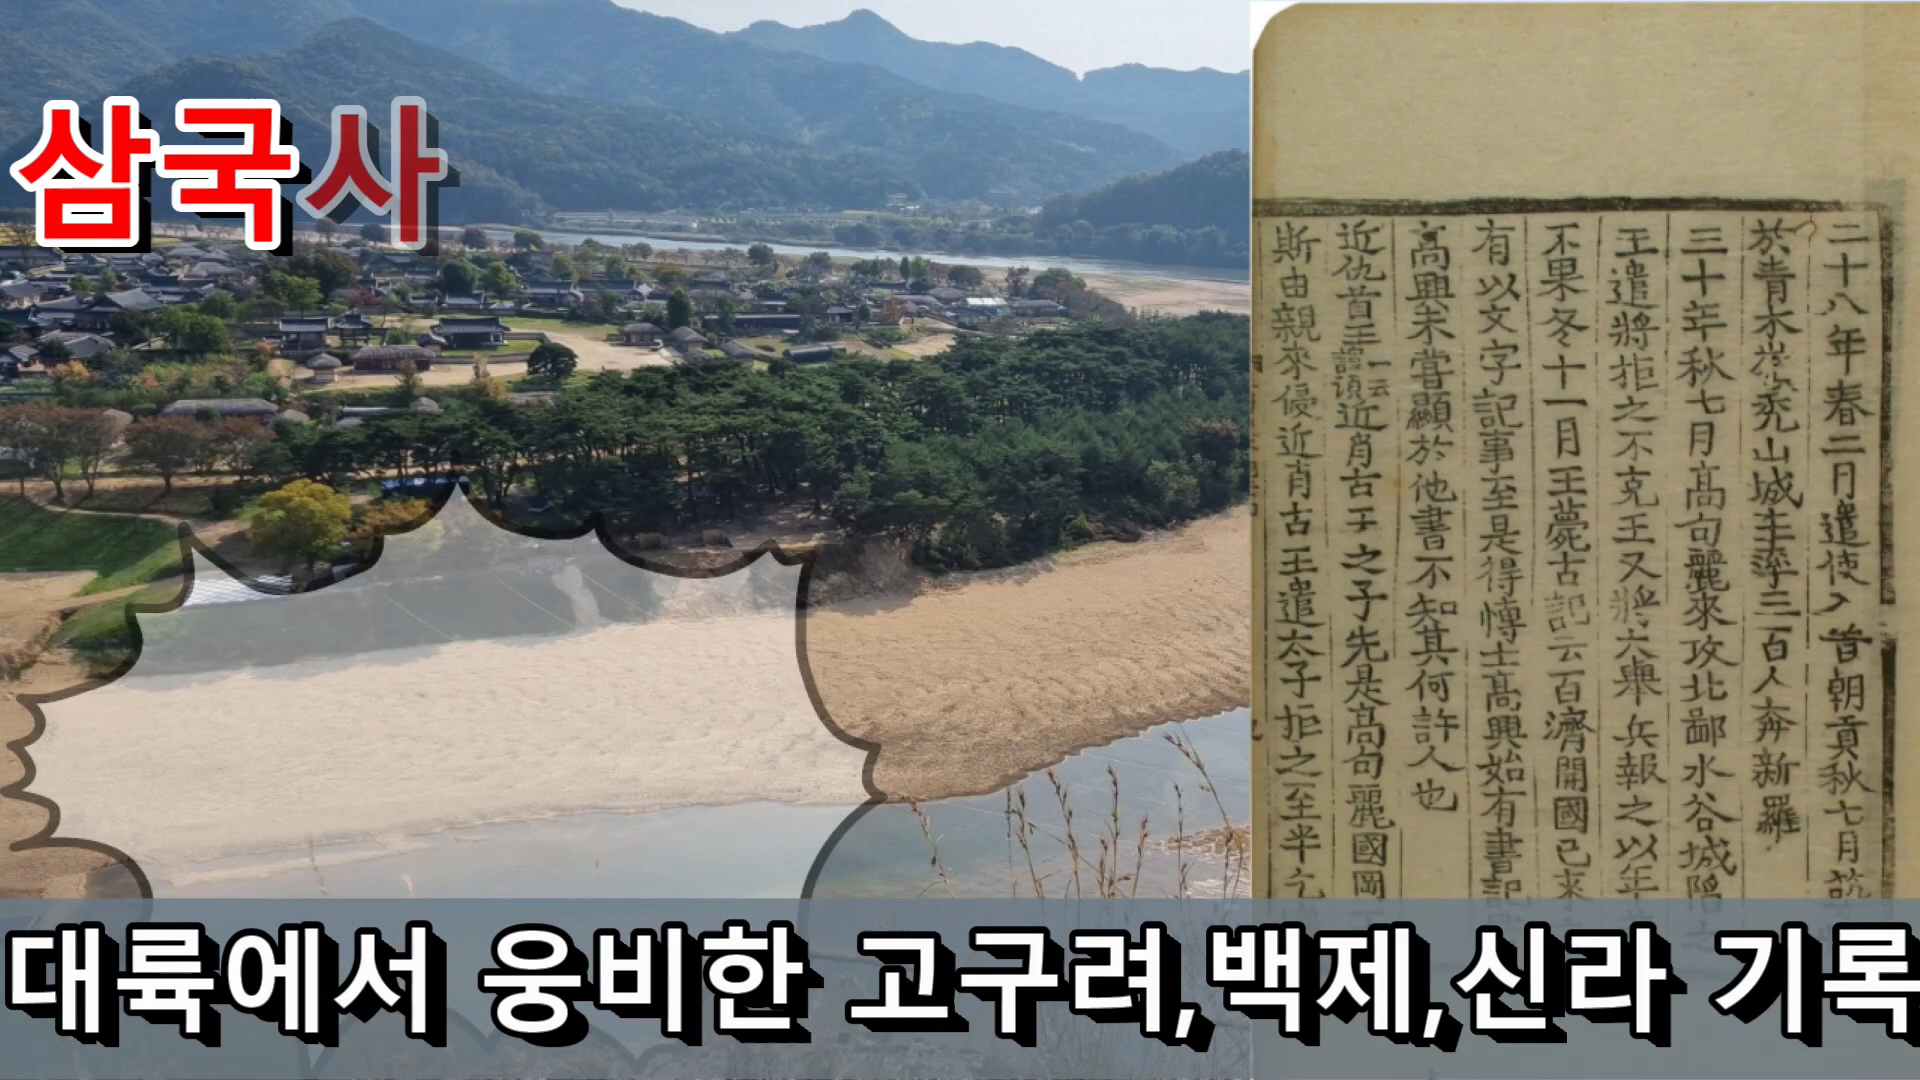 삼국사
二十八年春二月遣使入晉朝貢秋七月築
於青木嶺禿山城主率三百人奔新羅
三十年秋七月高句麗來攻北鄙水谷城陷
王遣將拒之不克王又將大舉兵報之以年
不果冬十一月王薨古記云百濟開國已來
有以文字記事至是得博士高興始有書記
高興未嘗顯於他書不知其何許人也
近仇首王一云諱須近肖古王之子先是高句麗國岡王
斯由親來侵近肖古王遣太子拒之至半乞
대륙에서 웅비한 고구려,백제,신라 기록